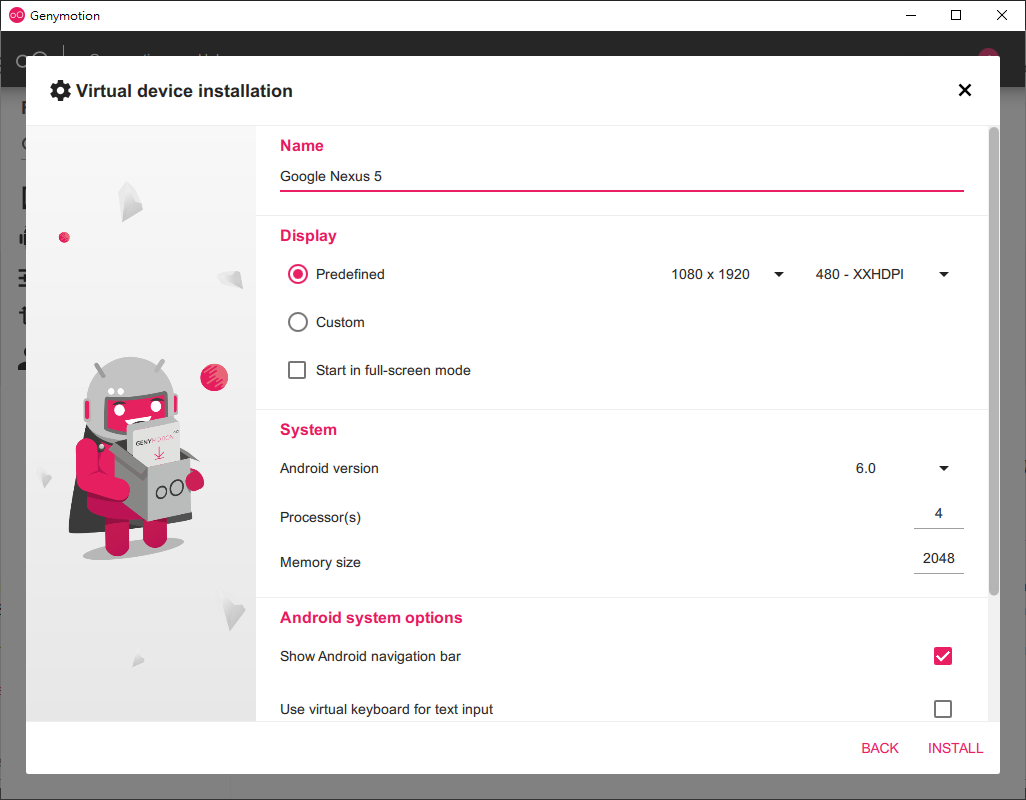 Genymotion
Virtual device installation
Name
Google Nexus 5
Display
Predefined
1080 x 1920
480 - XXHDPI
Custom
Start in full-screen mode
System
Android version
6.0
Processor(s)
4
Memory size
2048
Android system options
Show Android navigation bar
Use virtual keyboard for text input
BACK
INSTALL